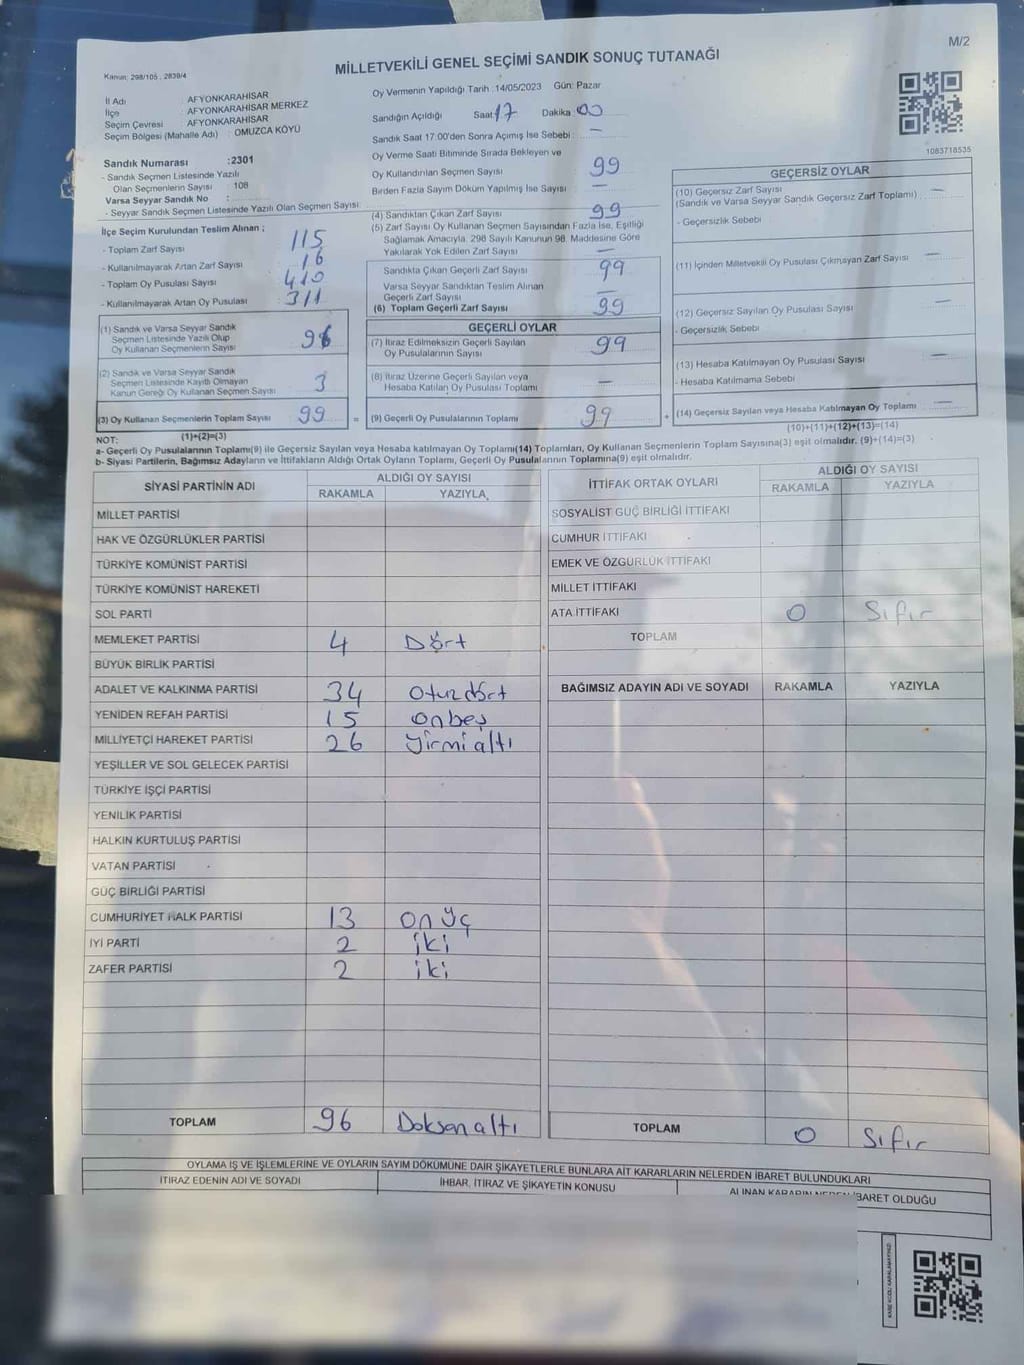 M/2
MİLLETVEKİLİ GENEL SEÇİMİ SANDIK SONUÇ TUTANAĞI
Kanun: 298/105 , 2839/4
İl Adı : AFYONKARAHİSAR
İlçe : AFYONKARAHİSAR MERKEZ
Seçim Çevresi : AFYONKARAHİSAR
Seçim Bölgesi (Mahalle Adı) : OMUZCA KÖYÜ
Sandık Numarası :2301
- Sandık Seçmen Listesinde Yazılı
Olan Seçmenlerin Sayısı : 108
Varsa Seyyar Sandık No :
- Seyyar Sandık Seçmen Listesinde Yazılı Olan Seçmen Sayısı:
Oy Vermenin Yapıldığı Tarih :14/05/2023 Gün: Pazar
Sandığın Açıldığı Saat: 17 Dakika 00
Sandık Saat 17:00'den Sonra Açımış İse Sebebi : —
Oy Verme Saati Bitiminde Sırada Bekleyen ve
Oy Kullandırılan Seçmen Sayısı 99
Birden Fazla Sayım Döküm Yapılmış İse Sayısı —
1083718535
İlçe Seçim Kurulundan Teslim Alınan ;
- Toplam Zarf Sayısı 115
- Kullanılmayarak Artan Zarf Sayısı 16
- Toplam Oy Pusulası Sayısı 410
- Kullanılmayarak Artan Oy Pusulası 311
(4) Sandıktan Çıkan Zarf Sayısı 99
(5) Zarf Sayısı Oy Kullanan Seçmen Sayısından Fazla İse, Eşitliği
Sağlamak Amacıyla, 298 Sayılı Kanunun 98. Maddesine Göre
Yakılarak Yok Edilen Zarf Sayısı —
Sandıkta Çıkan Geçerli Zarf Sayısı 99
Varsa Seyyar Sandıktan Teslim Alınan
Geçerli Zarf Sayısı —
(6) Toplam Geçerli Zarf Sayısı 99
GEÇERSİZ OYLAR
(10) Geçersiz Zarf Sayısı —
(Sandık ve Varsa Seyyar Sandık Geçersiz Zarf Toplamı)
- Geçersizlik Sebebi
(11) İçinden Milletvekili Oy Pusulası Çıkmayan Zarf Sayısı —
(12) Geçersiz Sayılan Oy Pusulası Sayısı —
- Geçersizlik Sebebi
(13) Hesaba Katılmayan Oy Pusulası Sayısı —
- Hesaba Katılmama Sebebi
(14) Geçersiz Sayılan veya Hesaba Katılmayan Oy Toplamı —
(10)+(11)+(12)+(13)=(14)
(1) Sandık ve Varsa Seyyar Sandık
Seçmen Listesinde Yazılı Olup
Oy Kullanan Seçmenlerin Sayısı 96
(2) Sandık ve Varsa Seyyar Sandık
Seçmen Listesinde Kayıtlı Olmayan
Kanun Gereği Oy Kullanan Seçmen Sayısı 3
(3) Oy Kullanan Seçmenlerin Toplam Sayısı 99 =
(1)+(2)=(3)
GEÇERLİ OYLAR
(7) İtiraz Edilmeksizin Geçerli Sayılan
Oy Pusulalarının Sayısı 99
(8) İtiraz Üzerine Geçerli Sayılan veya
Hesaba Katılan Oy Pusulası Toplamı —
(9) Geçerli Oy Pusulalarının Toplamı 99 +
NOT:
a- Geçerli Oy Pusulalarının Toplamı(9) ile Geçersiz Sayılan veya Hesaba katılmayan Oy Toplamı(14) Toplamları, Oy Kullanan Seçmenlerin Toplam Sayısına(3) eşit olmalıdır. (9)+(14)=(3)
b- Siyasi Partilerin, Bağımsız Adayların ve İttifakların Aldığı Ortak Oyların Toplamı, Geçerli Oy Pusulalarının Toplamına(9) eşit olmalıdır.
SİYASİ PARTİNİN ADI
ALDIĞI OY SAYISI
RAKAMLA YAZIYLA
MİLLET PARTİSİ
HAK VE ÖZGÜRLÜKLER PARTİSİ
TÜRKİYE KOMÜNİST PARTİSİ
TÜRKİYE KOMÜNİST HAREKETİ
SOL PARTİ
MEMLEKET PARTİSİ 4 Dört
BÜYÜK BİRLİK PARTİSİ
ADALET VE KALKINMA PARTİSİ 34 Otuzdört
YENİDEN REFAH PARTİSİ 15 onbeş
MİLLİYETÇİ HAREKET PARTİSİ 26 yirmialtı
YEŞİLLER VE SOL GELECEK PARTİSİ
TÜRKİYE İŞÇİ PARTİSİ
YENİLİK PARTİSİ
HALKIN KURTULUŞ PARTİSİ
VATAN PARTİSİ
GÜÇ BİRLİĞİ PARTİSİ
CUMHURİYET HALK PARTİSİ 13 on üç
İYİ PARTİ 2 iki
ZAFER PARTİSİ 2 iki
TOPLAM 96 Doksanaltı
İTTİFAK ORTAK OYLARI
ALDIĞI OY SAYISI
RAKAMLA YAZIYLA
SOSYALİST GÜÇ BİRLİĞİ İTTİFAKI
CUMHUR İTTİFAKI
EMEK VE ÖZGÜRLÜK İTTİFAKI
MİLLET İTTİFAKI
ATA İTTİFAKI 0 Sıfır
TOPLAM
BAĞIMSIZ ADAYIN ADI VE SOYADI RAKAMLA YAZIYLA
TOPLAM 0 Sıfır
OYLAMA İŞ VE İŞLEMLERİNE VE OYLARIN SAYIM DÖKÜMÜNE DAİR ŞİKAYETLERLE BUNLARA AİT KARARLARIN NELERDEN İBARET BULUNDUKLARI
İTİRAZ EDENİN ADI VE SOYADI İHBAR, İTİRAZ VE ŞİKAYETİN KONUSU ALINAN KARARIN NEDEN İBARET OLDUĞU